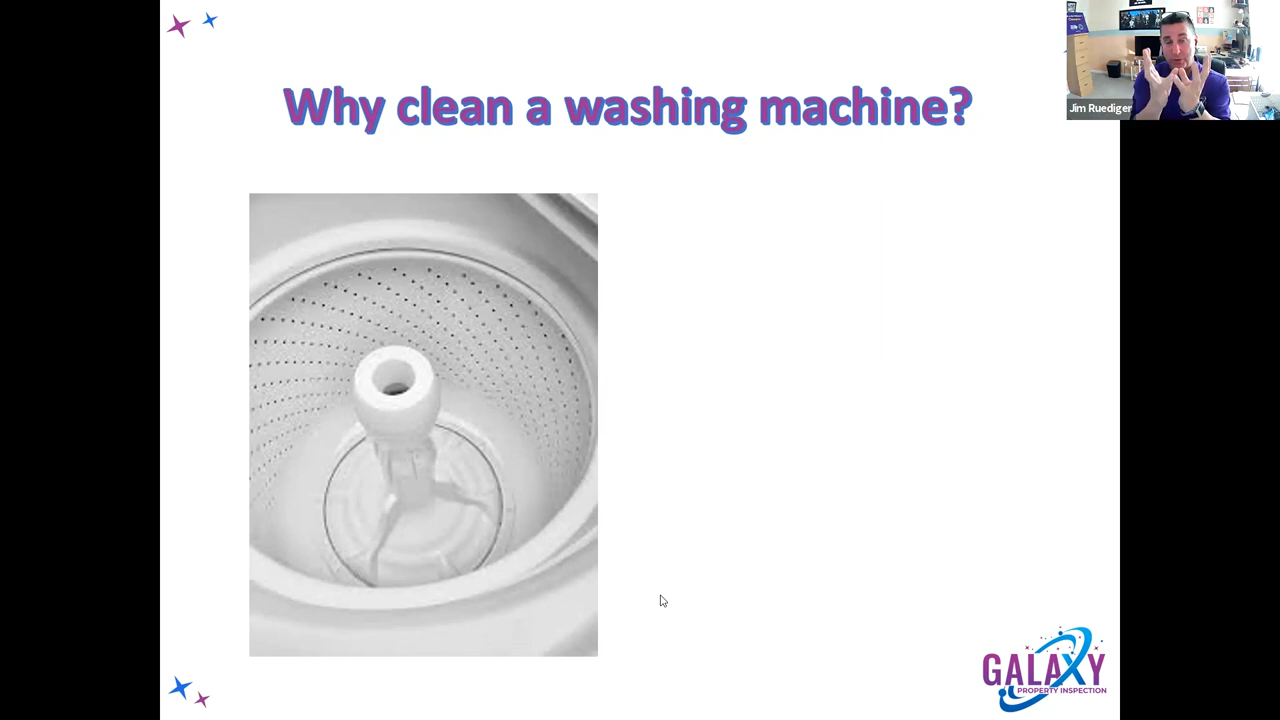 Why clean a washing machine?
Jim Ruediger
GALAXY
PROPERTY INSPECTION